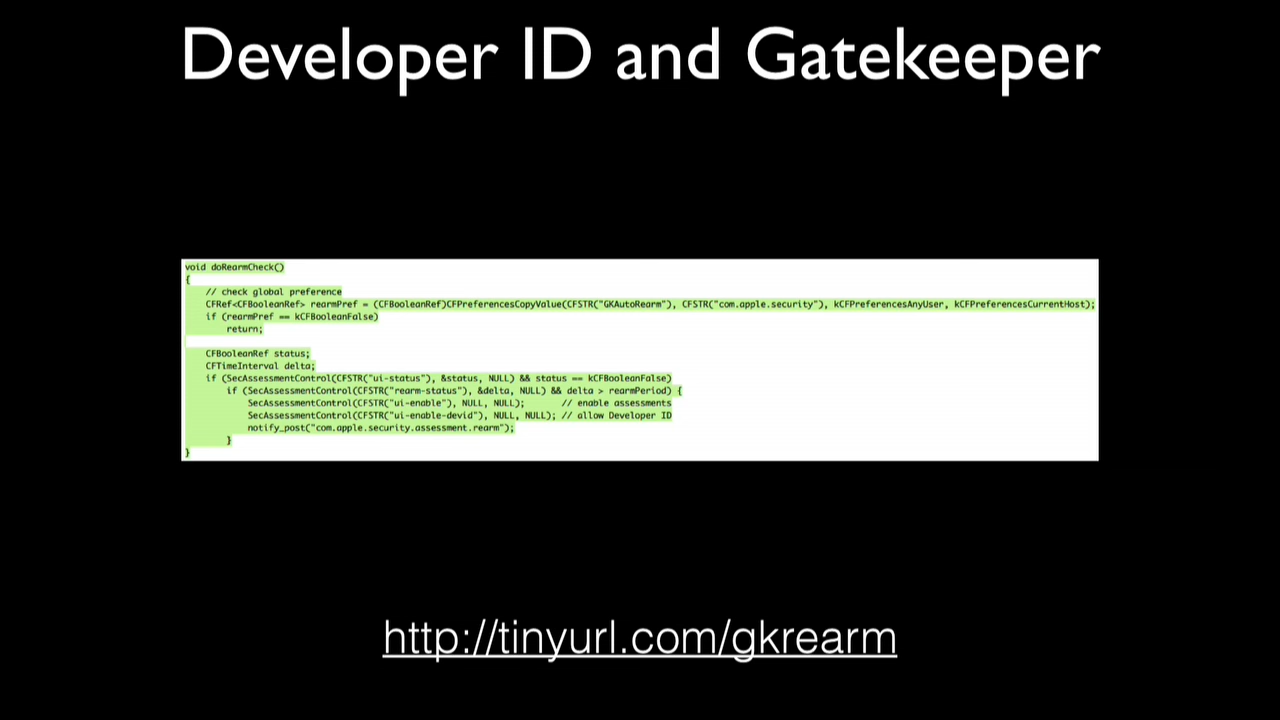 Developer ID and Gatekeeper
void doRearmCheck()
{
    // check global preference
    CFRef<CFBooleanRef> rearmPref = (CFBooleanRef)CFPreferencesCopyValue(CFSTR("GKAutoRearm"), CFSTR("com.apple.security"), kCFPreferencesAnyUser, kCFPreferencesCurrentHost);
    if (rearmPref == kCFBooleanFalse)
        return;
    CFBooleanRef status;
    CFTimeInterval delta;
    if (SecAssessmentControl(CFSTR("ui-status"), &status, NULL) && status == kCFBooleanFalse)
        if (SecAssessmentControl(CFSTR("rearm-status"), &delta, NULL) && delta > rearmPeriod) {
            SecAssessmentControl(CFSTR("ui-enable"), NULL, NULL);       // enable assessments
            SecAssessmentControl(CFSTR("ui-enable-devid"), NULL, NULL); // allow Developer ID
            notify_post("com.apple.security.assessment.rearm");
        }
}
http://tinyurl.com/gkrearm